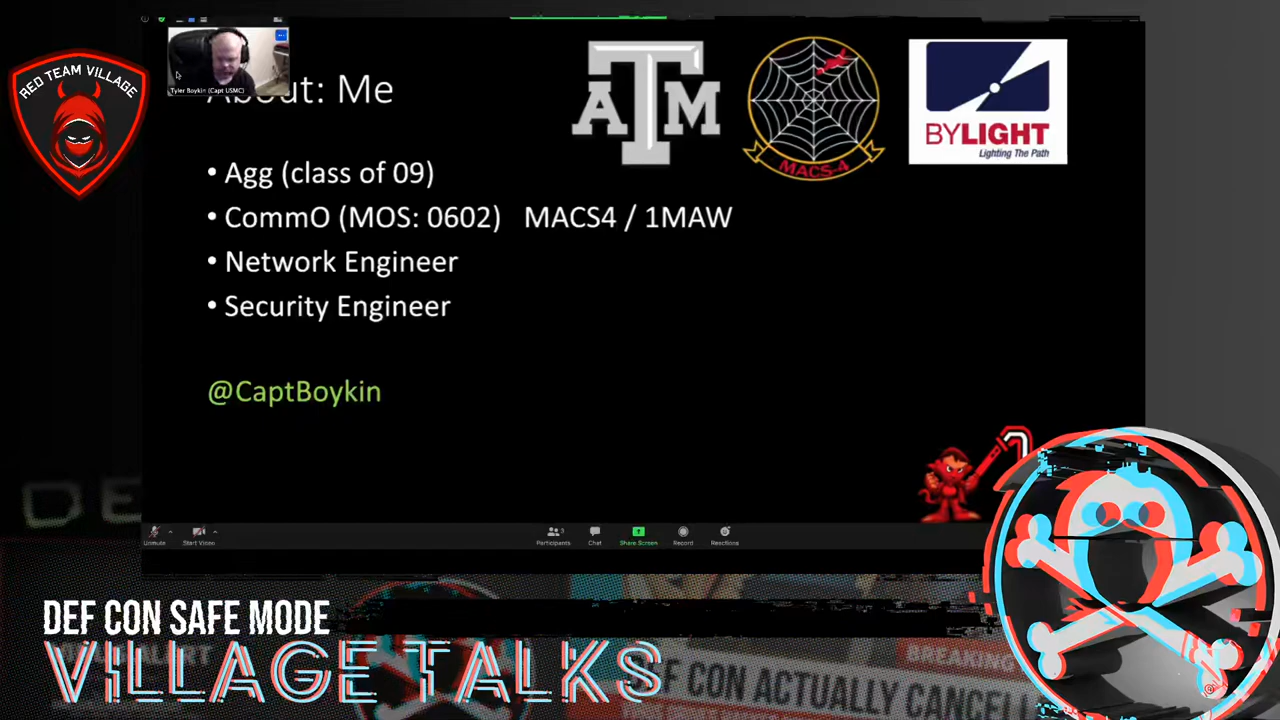 RED TEAM VILLAGE
Tyler Boykin (Capt USMC)
About: Me
ATM
MACS-4
BYLIGHT
Lighting The Path
• Agg (class of 09)
• CommO (MOS: 0602) MACS4 / 1MAW
• Network Engineer
• Security Engineer
@CaptBoykin
Unmute
Start Video
Participants 3
Chat
Share Screen
Record
Reactions
DEF CON SAFE MODE
VILLAGE TALKS
BREAKING
DEF CON ACTUALLY CANCELL